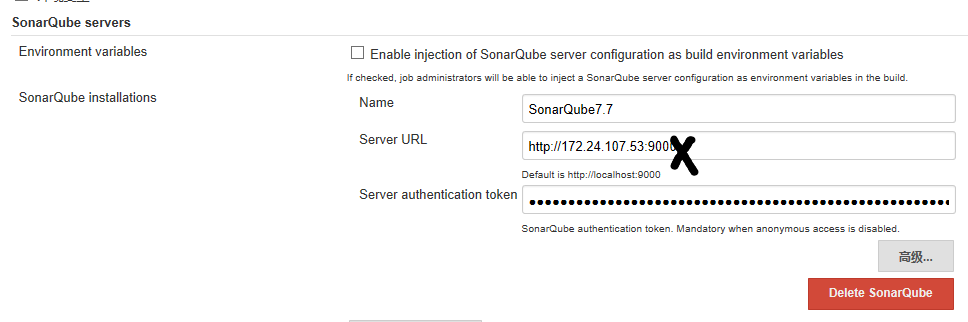 SonarQube servers
Environment variables
Enable injection of SonarQube server configuration as build environment variables
If checked, job administrators will be able to inject a SonarQube server configuration as environment variables in the build.
SonarQube installations
Name
SonarQube7.7
Server URL
http://172.24.107.53:9000
Default is http://localhost:9000
Server authentication token
SonarQube authentication token. Mandatory when anonymous access is disabled.
高级...
Delete SonarQube